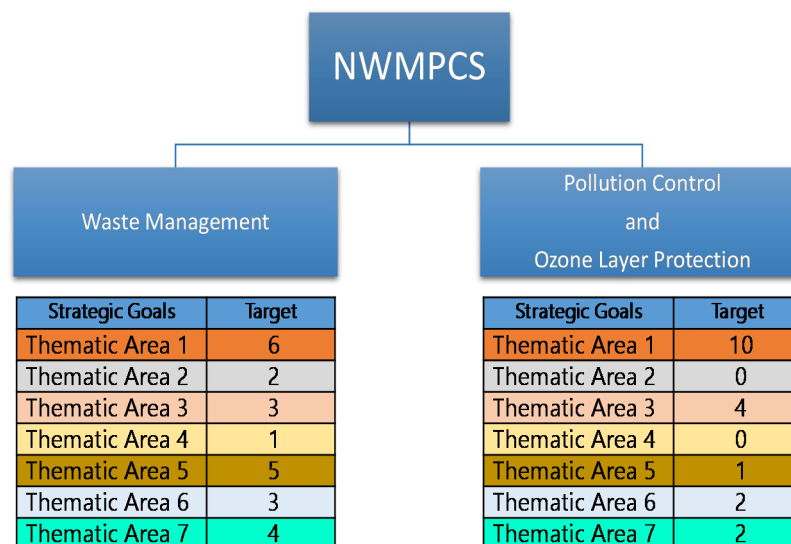 NWMPCS
Waste Management
Pollution Control
and
Ozone Layer Protection
Strategic Goals Target
Thematic Area 1 6
Thematic Area 2 2
Thematic Area 3 3
Thematic Area 4 1
Thematic Area 5 5
Thematic Area 6 3
Thematic Area 7 4
Strategic Goals Target
Thematic Area 1 10
Thematic Area 2 0
Thematic Area 3 4
Thematic Area 4 0
Thematic Area 5 1
Thematic Area 6 2
Thematic Area 7 2